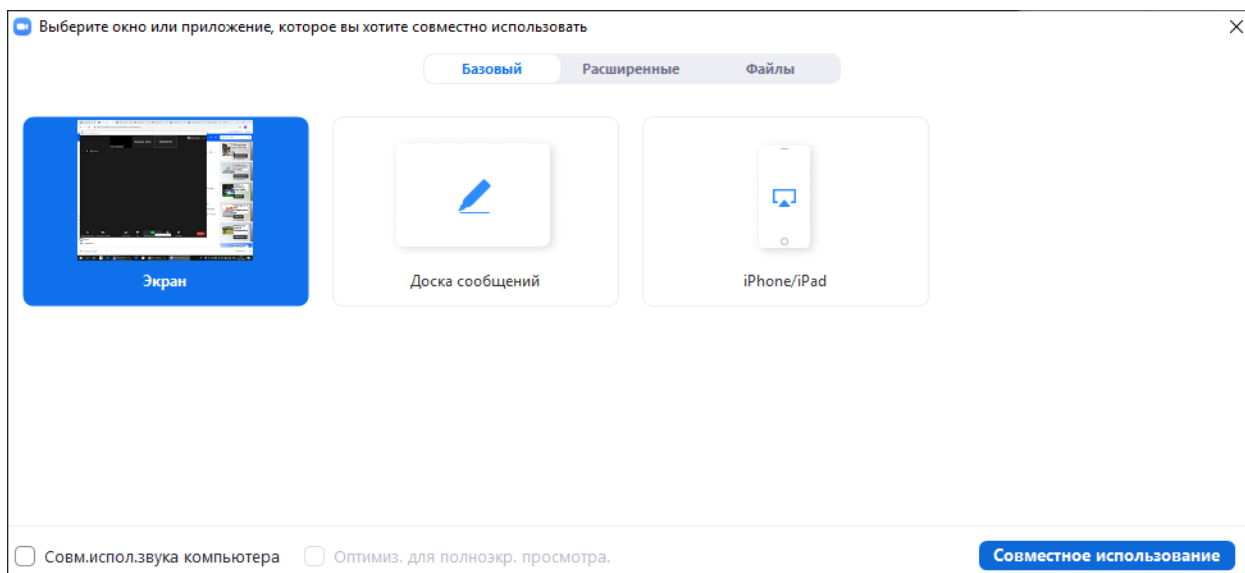 Выберите окно или приложение, которое вы хотите совместно использовать
Базовый Расширенные Файлы
Экран Доска сообщений iPhone/iPad
Совм.испол.звука компьютера Оптимиз. для полноэкр. просмотра. Совместное использование